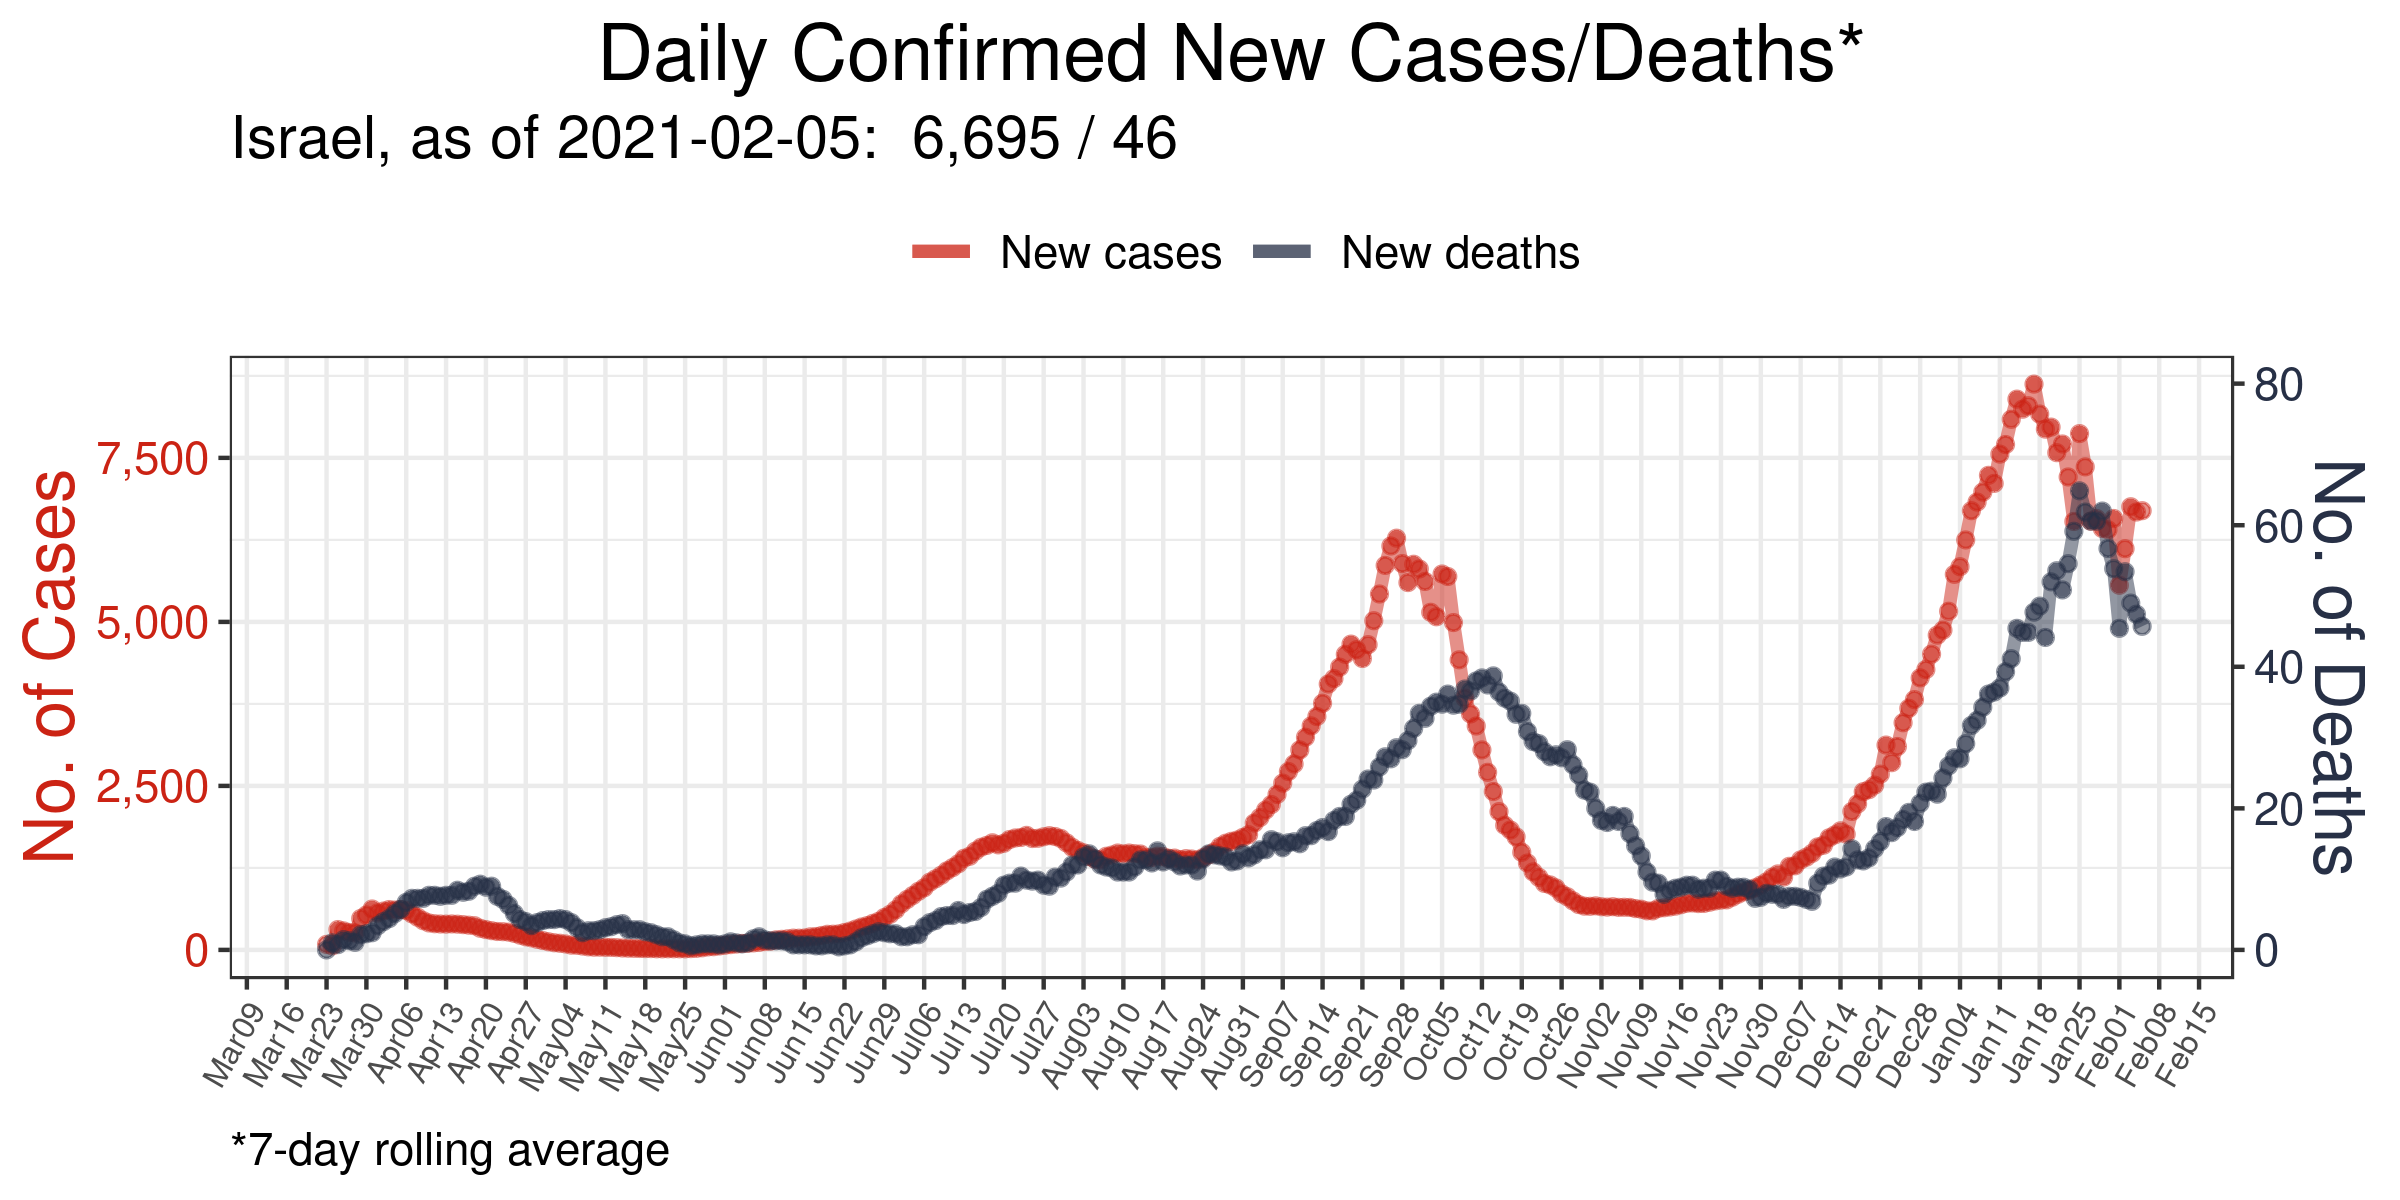 Daily Confirmed New Cases/Deaths*
Israel, as of 2021-02-05:  6,695 / 46
New cases New deaths
No. of Cases
7,500
5,000
2,500
0
80
60
40
20
0
No. of Deaths
Mar09 Mar16 Mar23 Mar30 Apr06 Apr13 Apr20 Apr27 May04 May11 May18 May25 Jun01 Jun08 Jun15 Jun22 Jun29 Jul06 Jul13 Jul20 Jul27 Aug03 Aug10 Aug17 Aug24 Aug31 Sep07 Sep14 Sep21 Sep28 Oct05 Oct12 Oct19 Oct26 Nov02 Nov09 Nov16 Nov23 Nov30 Dec07 Dec14 Dec21 Dec28 Jan04 Jan11 Jan18 Jan25 Feb01 Feb08 Feb15
*7-day rolling average